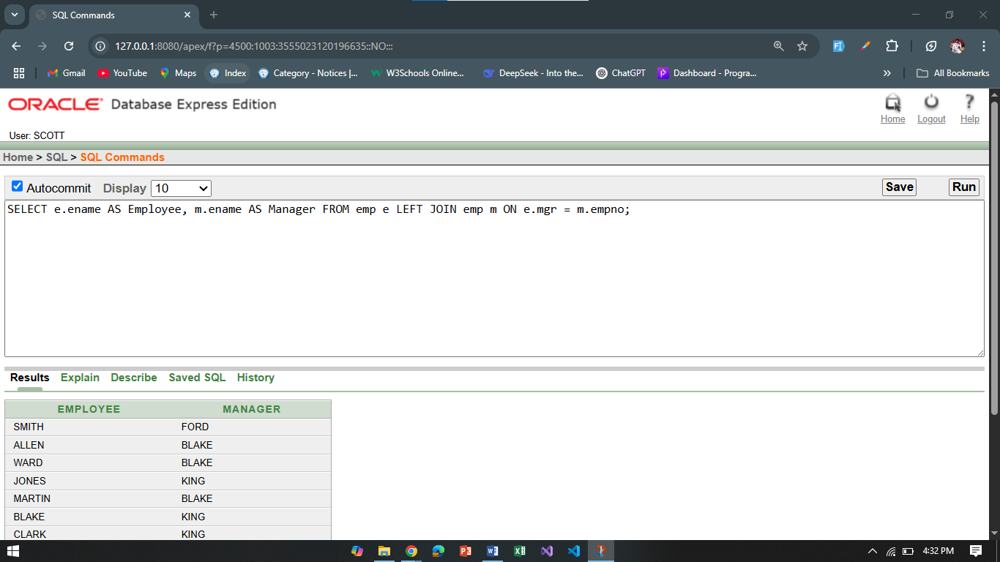 SQL Commands
127.0.0.1:8080/apex/f?p=4500:1003:3555023120196635::NO:::
Gmail YouTube Maps Index Category - Notices |... W3Schools Online... DeepSeek - Into the... ChatGPT Dashboard - Progra... » All Bookmarks
ORACLE Database Express Edition
Home Logout Help
User: SCOTT
Home > SQL > SQL Commands
Autocommit Display 10 Save Run
SELECT e.ename AS Employee, m.ename AS Manager FROM emp e LEFT JOIN emp m ON e.mgr = m.empno;
Results Explain Describe Saved SQL History
EMPLOYEE MANAGER
SMITH FORD
ALLEN BLAKE
WARD BLAKE
JONES KING
MARTIN BLAKE
BLAKE KING
CLARK KING
4:32 PM